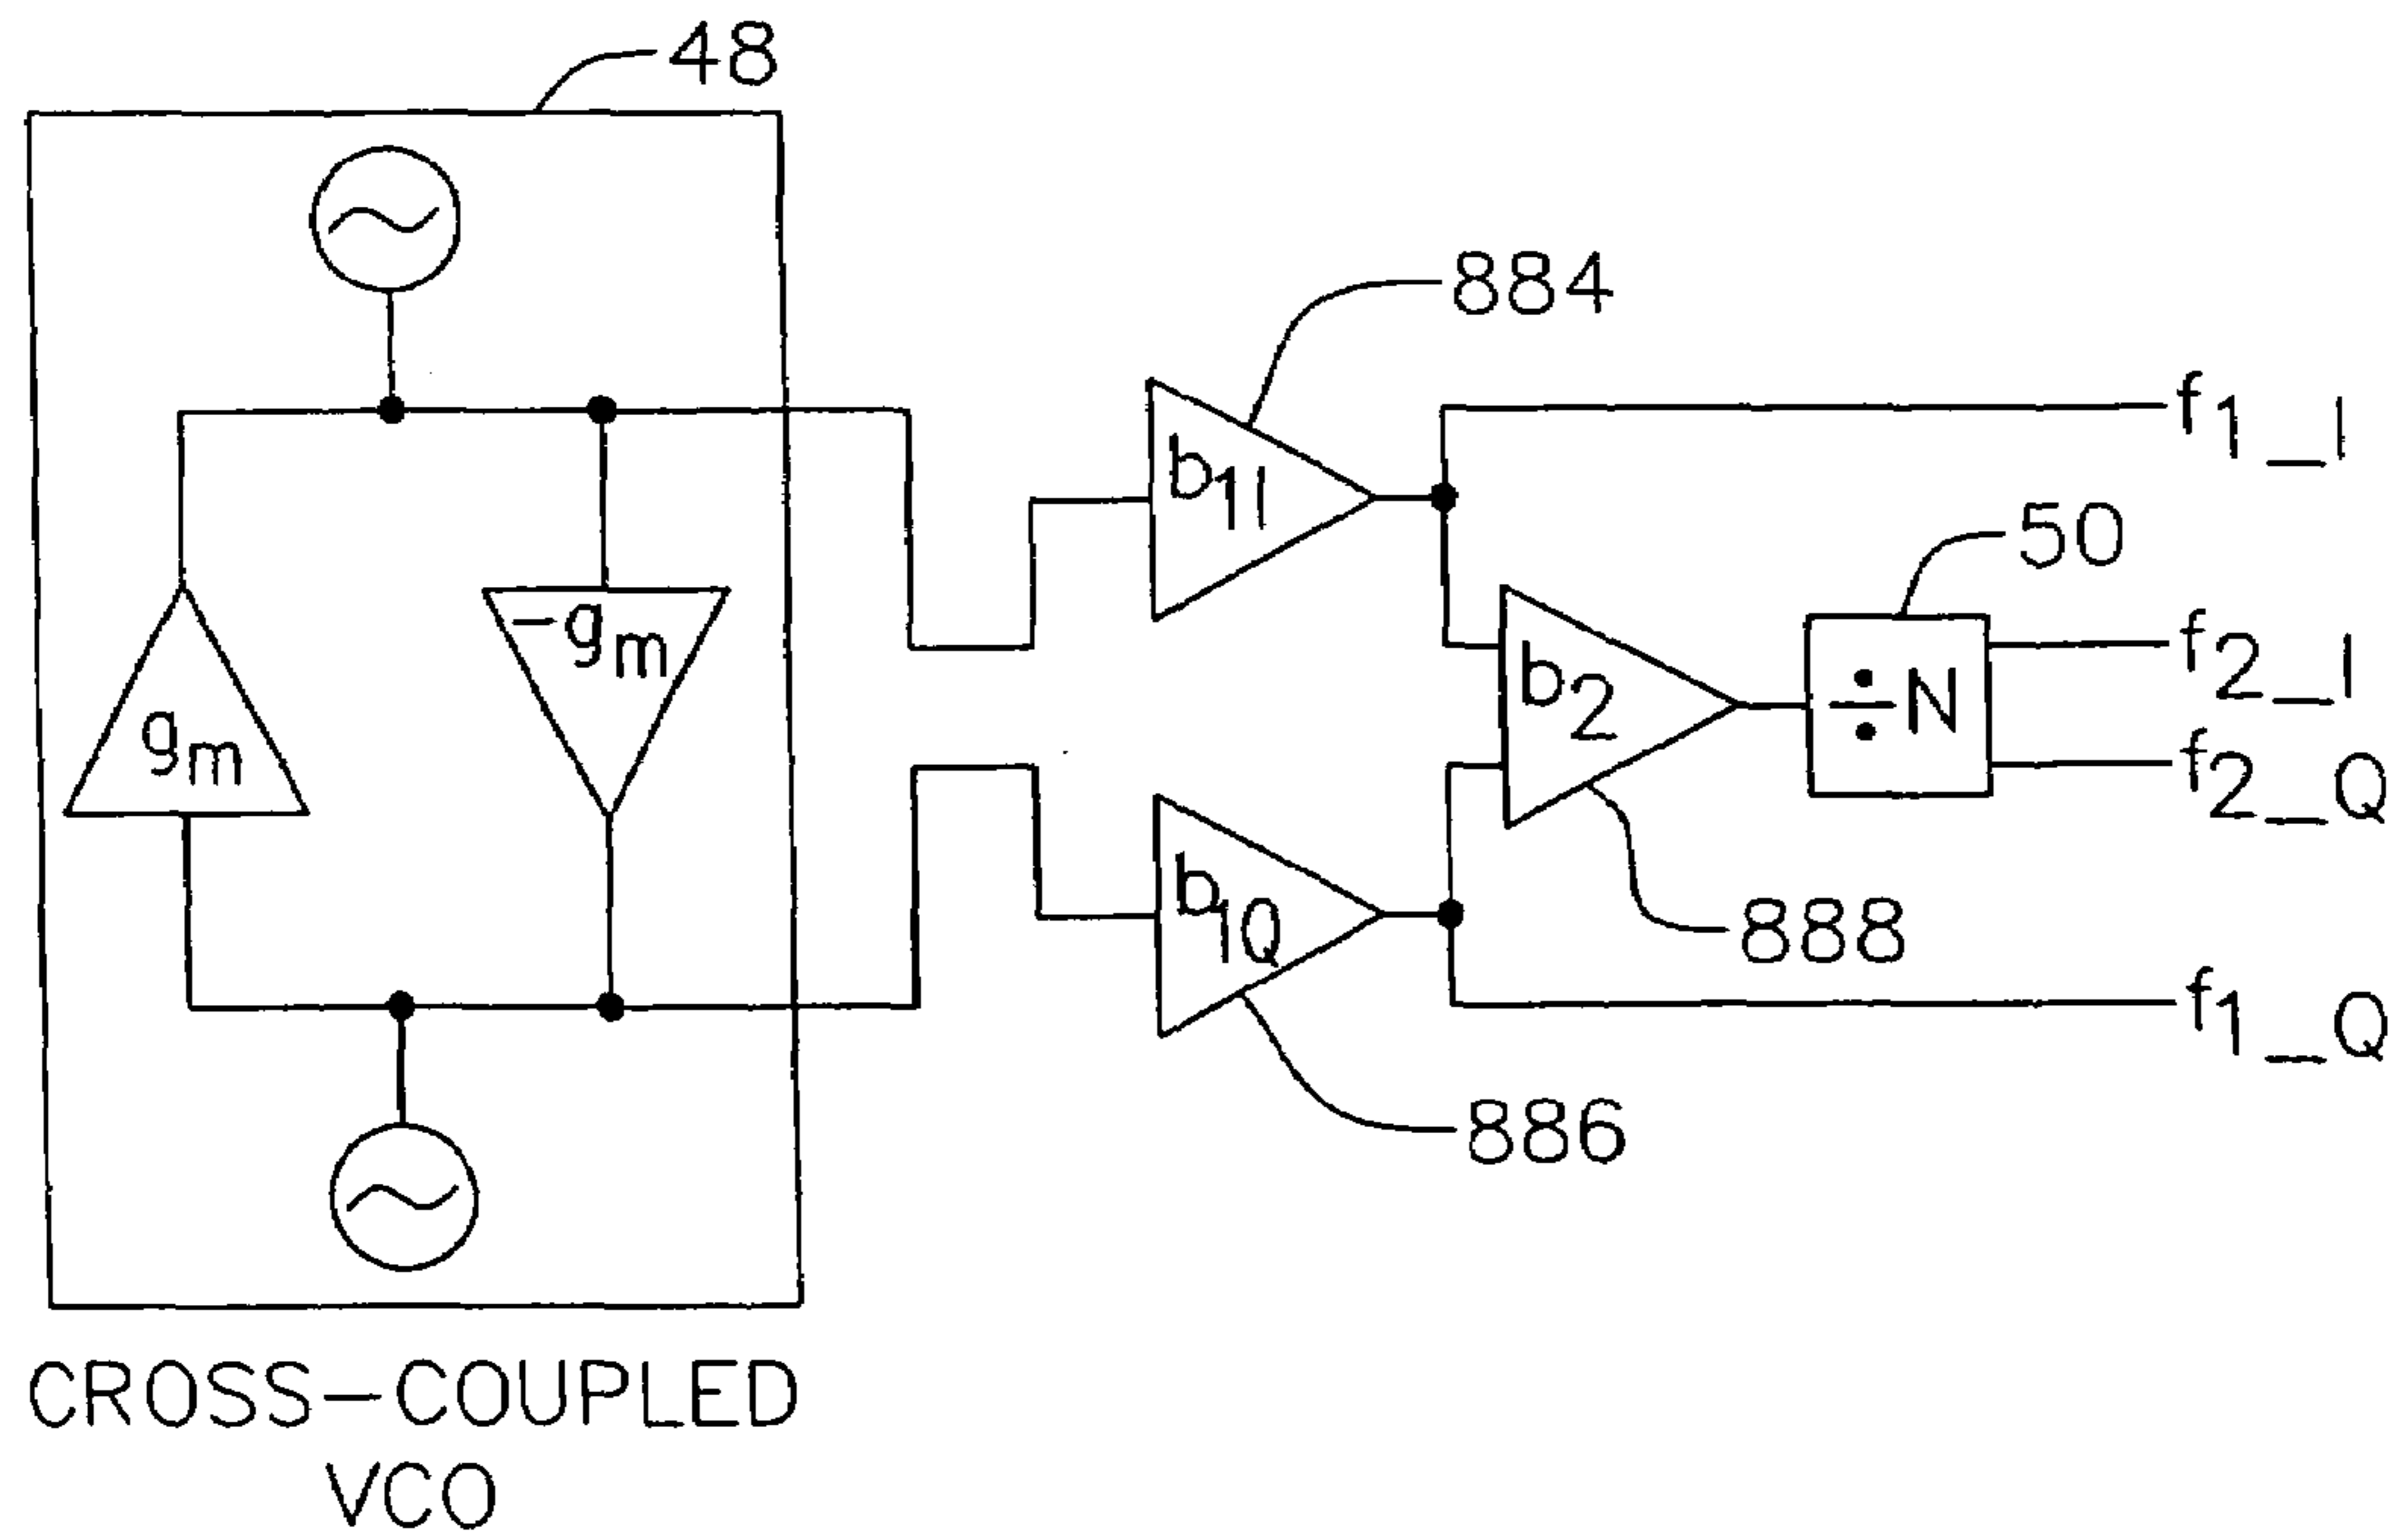 48
884
f1_I
b1I
50
-gm
f2_I
b2
÷N
gm
f2_Q
b1Q
888
f1_Q
886
CROSS-COUPLED
VCO